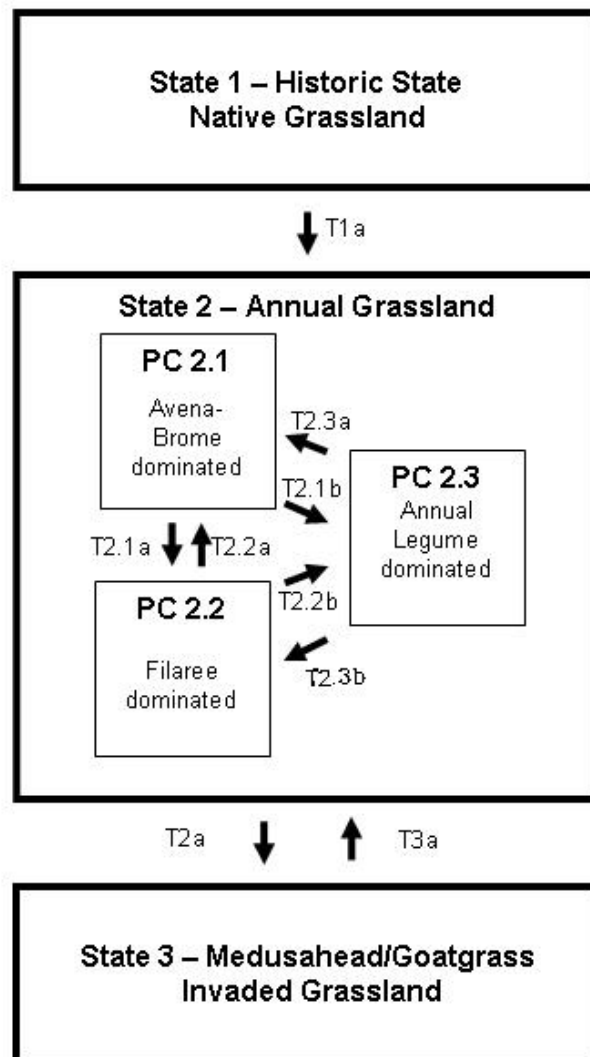 State 1 – Historic State
Native Grassland
T1a
State 2 – Annual Grassland
PC 2.1
Avena-
Brome
dominated
T2.3a
T2.1b
PC 2.3
Annual
Legume
dominated
T2.1a
T2.2a
T2.2b
PC 2.2
Filaree
dominated
T2.3b
T2a
T3a
State 3 – Medusahead/Goatgrass
Invaded Grassland